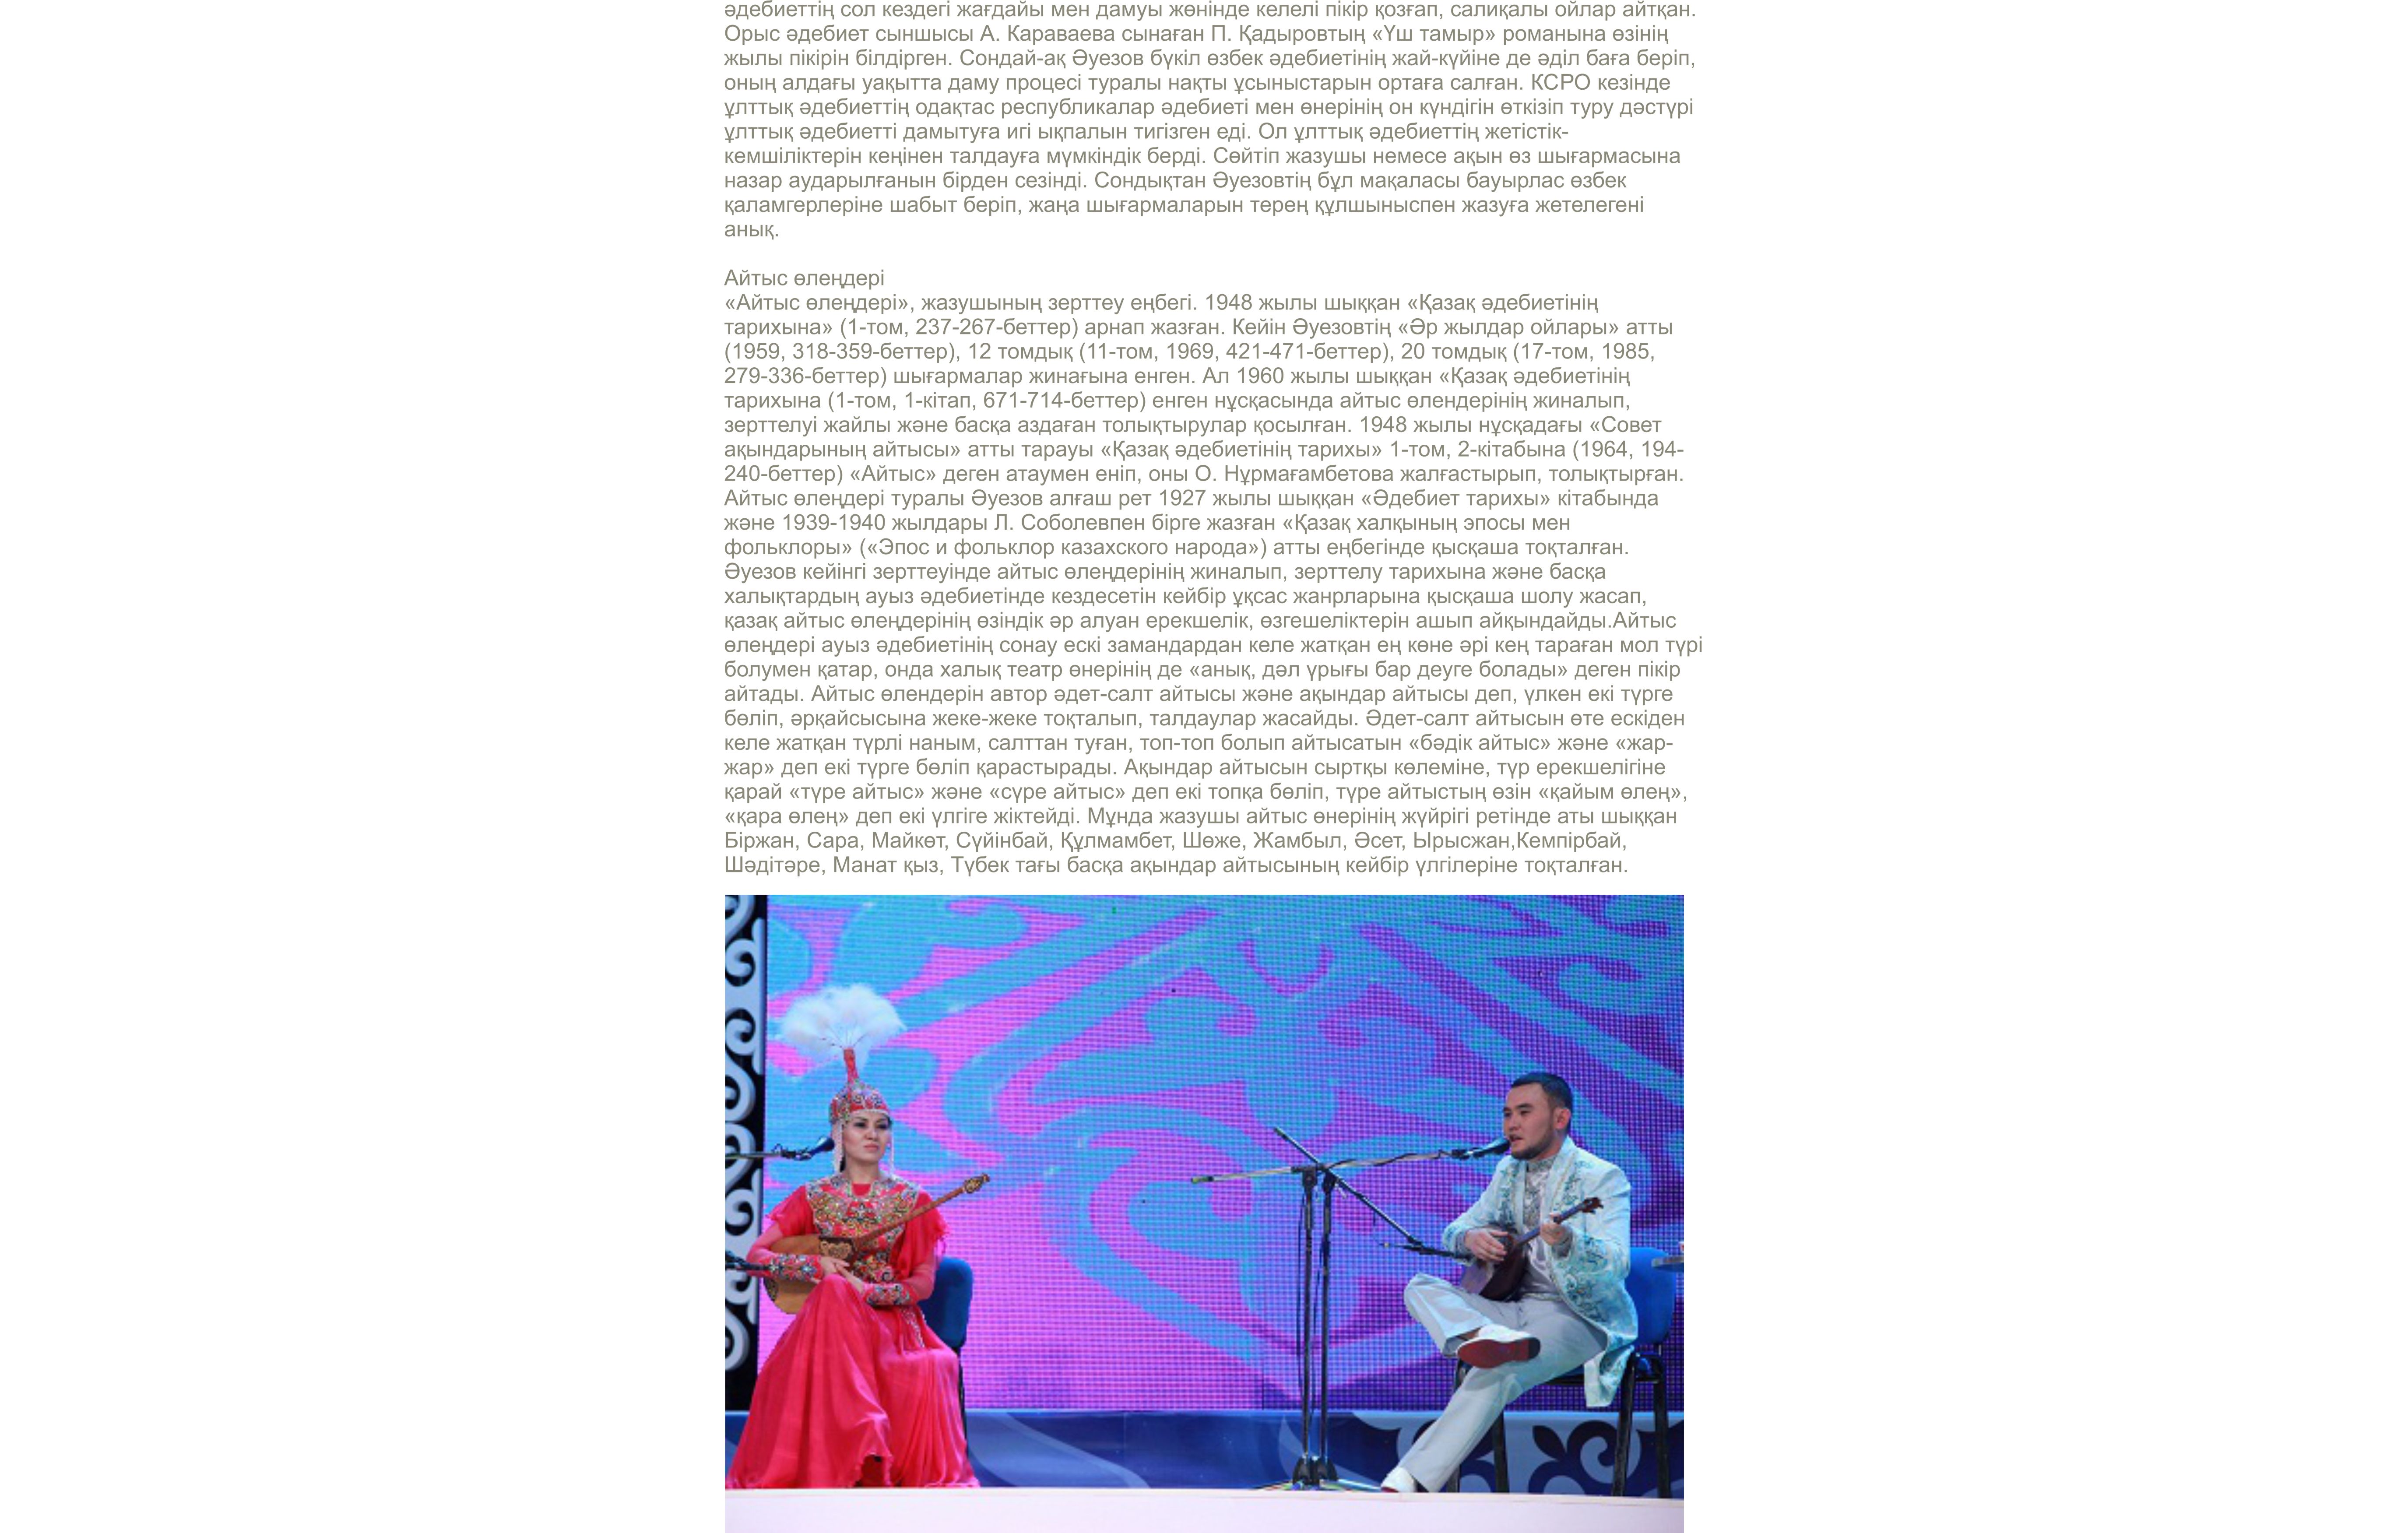 әдебиеттің сол кездегі жағдайы мен дамуы жөнінде келелі пікір қозғап, салиқалы ойлар айтқан.
Орыс әдебиет сыншысы А. Караваева сынаған П. Қадыровтың «Үш тамыр» романына өзінің
жылы пікірін білдірген. Сондай-ақ Әуезов бүкіл өзбек әдебиетінің жай-күйіне де әділ баға беріп,
оның алдағы уақытта даму процесі туралы нақты ұсыныстарын ортаға салған. КСРО кезінде
ұлттық әдебиеттің одақтас республикалар әдебиеті мен өнерінің он күндігін өткізіп туру дәстүрі
ұлттық әдебиетті дамытуға игі ықпалын тигізген еді. Ол ұлттық әдебиеттің жетістік-
кемшіліктерін кеңінен талдауға мүмкіндік берді. Сөйтіп жазушы немесе ақын өз шығармасына
назар аударылғанын бірден сезінді. Сондықтан Әуезовтің бұл мақаласы бауырлас өзбек
қаламгерлеріне шабыт беріп, жаңа шығармаларын терең құлшыныспен жазуға жетелегені
анық.
Айтыс өлеңдері
«Айтыс өлеңдері», жазушының зерттеу еңбегі. 1948 жылы шыққан «Қазақ әдебиетінің
тарихына» (1-том, 237-267-беттер) арнап жазған. Кейін Әуезовтің «Әр жылдар ойлары» атты
(1959, 318-359-беттер), 12 томдық (11-том, 1969, 421-471-беттер), 20 томдық (17-том, 1985,
279-336-беттер) шығармалар жинағына енген. Ал 1960 жылы шыққан «Қазақ әдебиетінің
тарихына (1-том, 1-кітап, 671-714-беттер) енген нұсқасында айтыс өлендерінің жиналып,
зерттелуі жайлы және басқа аздаған толықтырулар қосылған. 1948 жылы нұсқадағы «Совет
ақындарының айтысы» атты тарауы «Қазақ әдебиетінің тарихы» 1-том, 2-кітабына (1964, 194-
240-беттер) «Айтыс» деген атаумен еніп, оны О. Нұрмағамбетова жалғастырып, толықтырған.
Айтыс өлеңдері туралы Әуезов алғаш рет 1927 жылы шыққан «Әдебиет тарихы» кітабында
және 1939-1940 жылдары Л. Соболевпен бірге жазған «Қазақ халқының эпосы мен
фольклоры» («Эпос и фольклор казахского народа») атты еңбегінде қысқаша тоқталған.
Әуезов кейінгі зерттеуінде айтыс өлеңдерінің жиналып, зерттелу тарихына және басқа
халықтардың ауыз әдебиетінде кездесетін кейбір ұқсас жанрларына қысқаша шолу жасап,
қазақ айтыс өлеңдерінің өзіндік әр алуан ерекшелік, өзгешеліктерін ашып айқындайды.Айтыс
өлеңдері ауыз әдебиетінің сонау ескі замандардан келе жатқан ең көне әрі кең тараған мол түрі
болумен қатар, онда халық театр өнерінің де «анық, дәл үрығы бар деуге болады» деген пікір
айтады. Айтыс өлендерін автор әдет-салт айтысы және ақындар айтысы деп, үлкен екі түрге
бөліп, әрқайсысына жеке-жеке тоқталып, талдаулар жасайды. Әдет-салт айтысын өте ескіден
келе жатқан түрлі наным, салттан туған, топ-топ болып айтысатын «бәдік айтыс» және «жар-
жар» деп екі түрге бөліп қарастырады. Ақындар айтысын сыртқы көлеміне, түр ерекшелігіне
қарай «түре айтыс» және «сүре айтыс» деп екі топқа бөліп, түре айтыстың өзін «қайым өлең»,
«қара өлең» деп екі үлгіге жіктейді. Мұнда жазушы айтыс өнерінің жүйрігі ретінде аты шыққан
Біржан, Сара, Майкөт, Сүйінбай, Құлмамбет, Шөже, Жамбыл, Әсет, Ырысжан,Кемпірбай,
Шәдітәре, Манат қыз, Түбек тағы басқа ақындар айтысының кейбір үлгілеріне тоқталған.